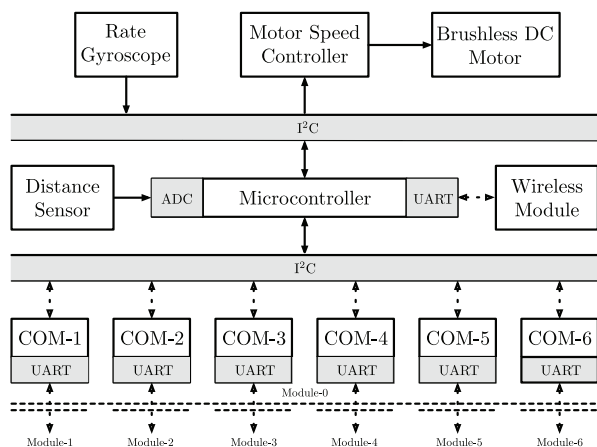 Rate
Gyroscope
Motor Speed
Controller
Brushless DC
Motor
I²C
Distance
Sensor
ADC
Microcontroller
UART
Wireless
Module
I²C
COM-1
COM-2
COM-3
COM-4
COM-5
COM-6
UART
UART
UART
UART
UART
UART
Module-0
Module-1
Module-2
Module-3
Module-4
Module-5
Module-6